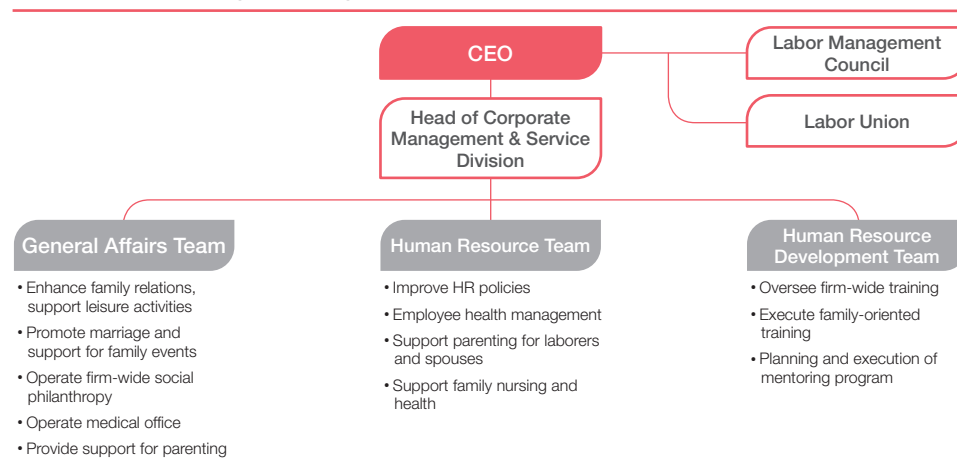 CEO
Labor Management
Council
Labor Union
Head of Corporate
Management & Service
Division
General Affairs Team
• Enhance family relations,
support leisure activities
• Promote marriage and
support for family events
• Operate firm-wide social
philanthropy
• Operate medical office
• Provide support for parenting
Human Resource Team
• Improve HR policies
• Employee health management
• Support parenting for laborers
and spouses
• Support family nursing and
health
Human Resource
Development Team
• Oversee firm-wide training
• Execute family-oriented
training
• Planning and execution of
mentoring program